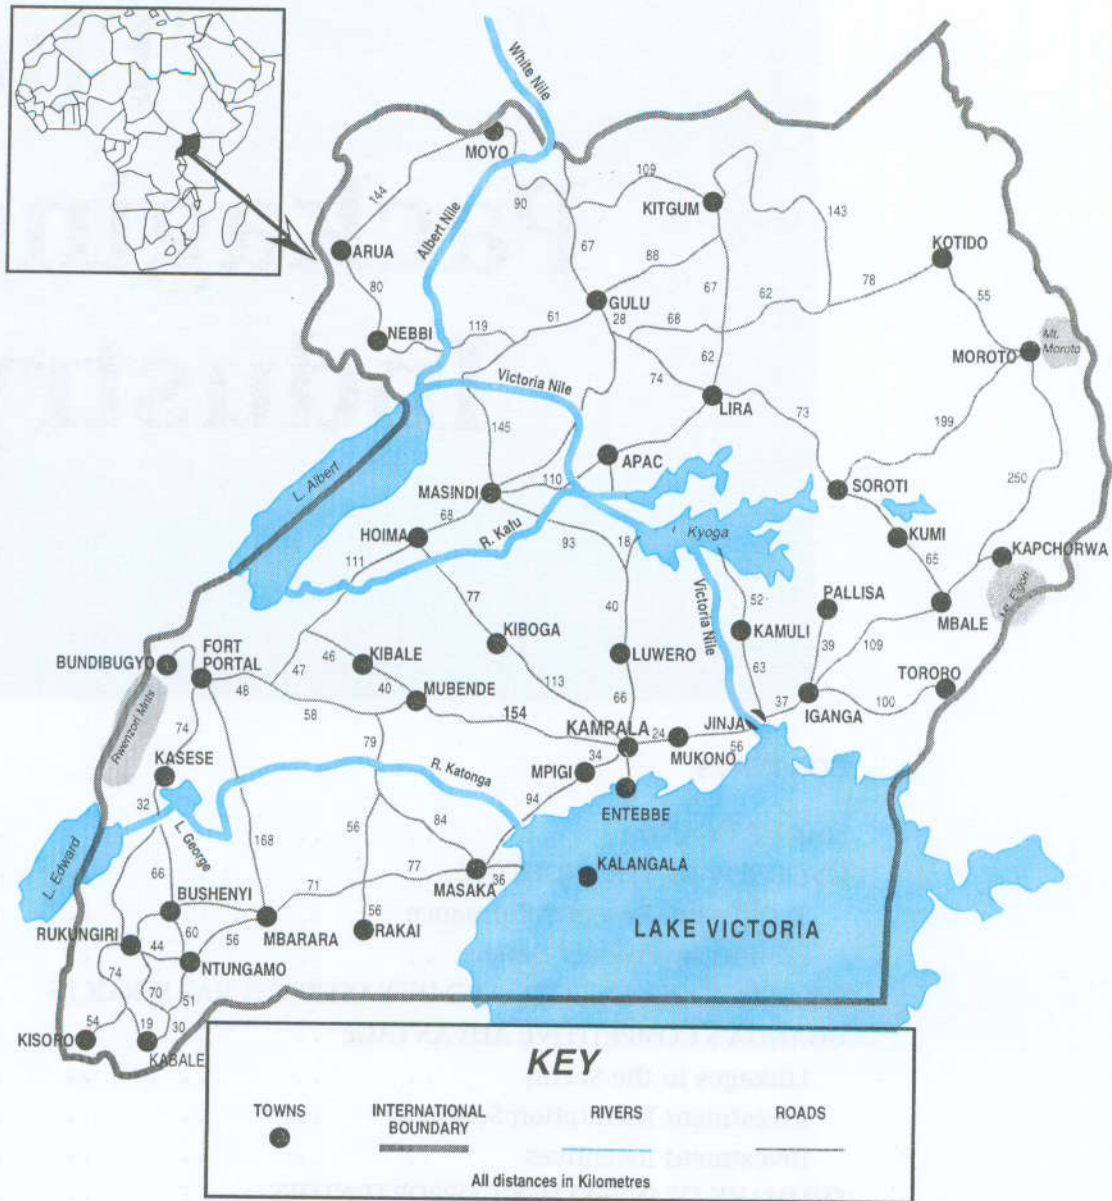 White Nile
MOYO
144
90
109
KITGUM
143
KOTIDO
Albert Nile
ARUA
67
88
67
62
78
55
80
GULU
28
68
NEBBI
119
61
Mt.
Moroto
MOROTO
62
74
Victoria Nile
LIRA
73
199
145
L. Albert
APAC
250
MASINDI
110
SOROTI
68
R. Kafu
HOIMA
93
18
Kyoga
KUMI
111
65
KAPCHORWA
77
40
52
PALLISA
Mt. Elgon
MBALE
Victoria Nile
KAMULI
KIBOGA
LUWERO
39
109
BUNDIBUGYO
FORT
PORTAL
46
KIBALE
47
63
TORORO
48
40
MUBENDE
113
66
37
100
58
154
IGANGA
Rwenzori Mnts
74
KAMPALA
24
JINJA
79
34
MUKONO
56
KASESE
R. Katonga
MPIGI
32
94
ENTEBBE
L. George
168
56
84
L. Edward
66
77
KALANGALA
71
MASAKA
36
BUSHENYI
56
LAKE VICTORIA
RUKUNGIRI
60
56
MBARARA
RAKAI
44
NTUNGAMO
74
70
51
54
19
30
KISORO
KABALE
KEY
TOWNS
INTERNATIONAL
BOUNDARY
RIVERS
ROADS
All distances in Kilometres